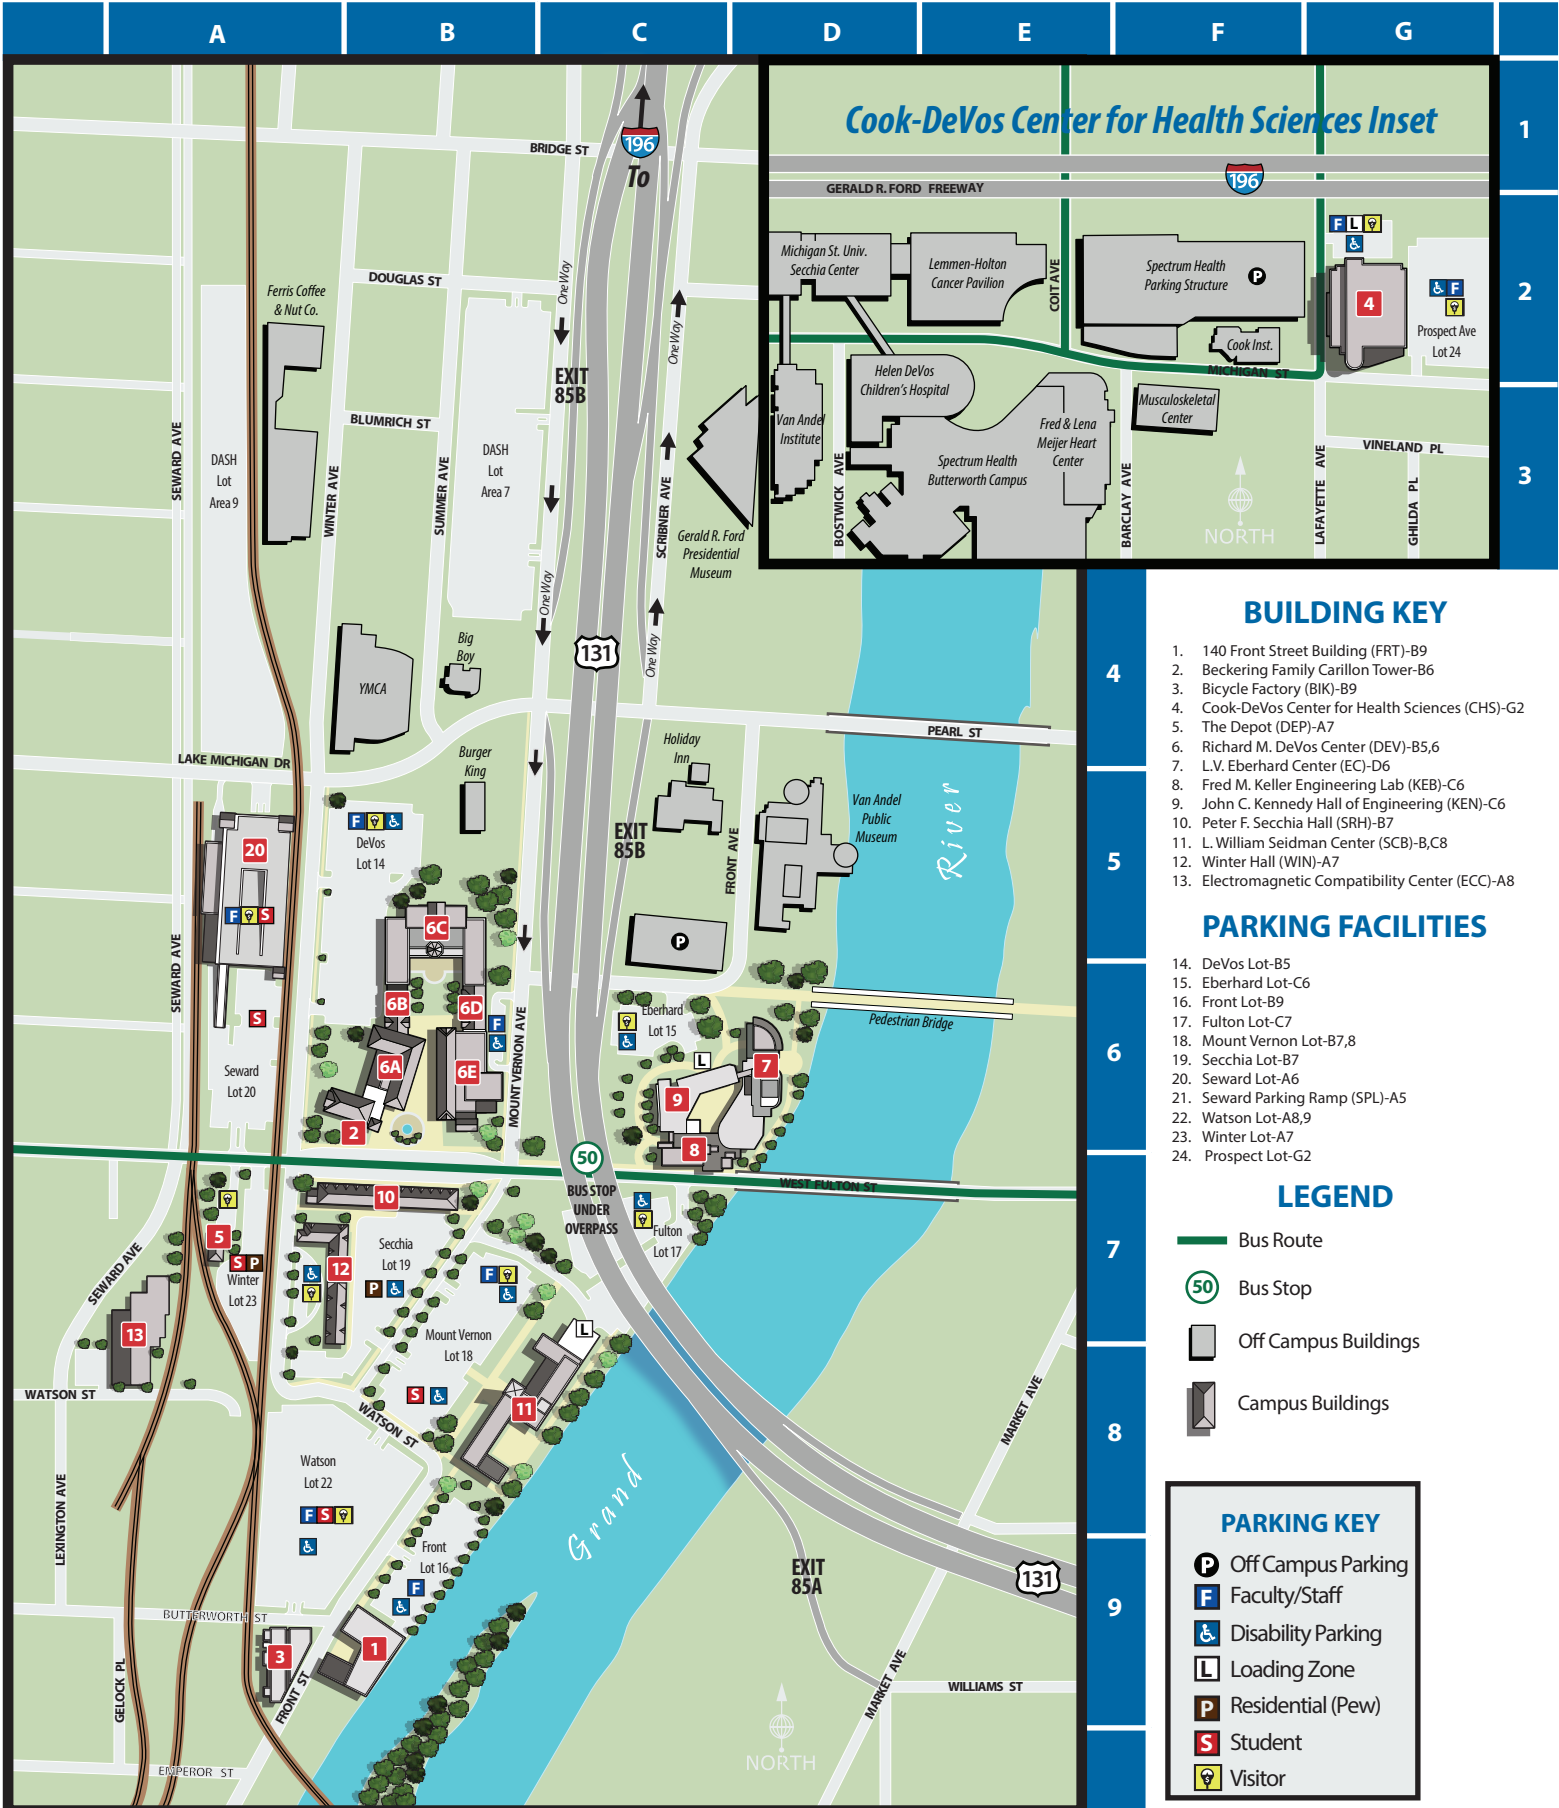 A
B
C
D
E
F
G
1
2
3
4
5
6
7
8
9
Cook-DeVos Center for Health Sciences Inset
196
GERALD R. FORD FREEWAY
Michigan St. Univ.
Secchia Center
Lemmen-Holton
Cancer Pavilion
COIT AVE
Spectrum Health
Parking Structure
P
F L
4
F
Prospect Ave
Lot 24
Cook Inst.
MICHIGAN ST
Helen DeVos
Children's Hospital
Van Andel
Institute
Musculoskeletal
Center
Fred & Lena
Meijer Heart
Center
Spectrum Health
Butterworth Campus
BOSTWICK AVE
BARCLAY AVE
LAFAYETTE AVE
VINELAND PL
GHILDA PL
NORTH
196
To
BRIDGE ST
DOUGLAS ST
One Way
One Way
Ferris Coffee
& Nut Co.
EXIT
85B
BLUMRICH ST
SEWARD AVE
DASH
Lot
Area 9
WINTER AVE
SUMMER AVE
DASH
Lot
Area 7
SCRIBNER AVE
Gerald R. Ford
Presidential
Museum
One Way
One Way
131
Big
Boy
YMCA
PEARL ST
LAKE MICHIGAN DR
Burger
King
Holiday
Inn
Van Andel
Public
Museum
River
EXIT
85B
FRONT AVE
F
DeVos
Lot 14
20
F S
6C
P
SEWARD AVE
S
6B
6D
F
MOUNT VERNON AVE
Eberhard
Lot 15
L
Pedestrian Bridge
7
6A
6E
9
8
Seward
Lot 20
2
50
BUS STOP
UNDER
OVERPASS
WEST FULTON ST
Fulton
Lot 17
10
5
S P
Winter
Lot 23
12
Secchia
Lot 19
P
F
SEWARD AVE
13
Mount Vernon
Lot 18
L
S
11
WATSON ST
WATSON ST
MARKET AVE
LEXINGTON AVE
Watson
Lot 22
F S
Grand
Front
Lot 16
F
EXIT
85A
131
BUTTERWORTH ST
3
1
FRONT ST
GELOCK PL
MARKET AVE
WILLIAMS ST
NORTH
EMPEROR ST
BUILDING KEY
1. 140 Front Street Building (FRT)-B9
2. Beckering Family Carillon Tower-B6
3. Bicycle Factory (BIK)-B9
4. Cook-DeVos Center for Health Sciences (CHS)-G2
5. The Depot (DEP)-A7
6. Richard M. DeVos Center (DEV)-B5,6
7. L.V. Eberhard Center (EC)-D6
8. Fred M. Keller Engineering Lab (KEB)-C6
9. John C. Kennedy Hall of Engineering (KEN)-C6
10. Peter F. Secchia Hall (SRH)-B7
11. L. William Seidman Center (SCB)-B,C8
12. Winter Hall (WIN)-A7
13. Electromagnetic Compatibility Center (ECC)-A8
PARKING FACILITIES
14. DeVos Lot-B5
15. Eberhard Lot-C6
16. Front Lot-B9
17. Fulton Lot-C7
18. Mount Vernon Lot-B7,8
19. Secchia Lot-B7
20. Seward Lot-A6
21. Seward Parking Ramp (SPL)-A5
22. Watson Lot-A8,9
23. Winter Lot-A7
24. Prospect Lot-G2
LEGEND
Bus Route
50 Bus Stop
Off Campus Buildings
Campus Buildings
PARKING KEY
P Off Campus Parking
F Faculty/Staff
Disability Parking
L Loading Zone
P Residential (Pew)
S Student
Visitor